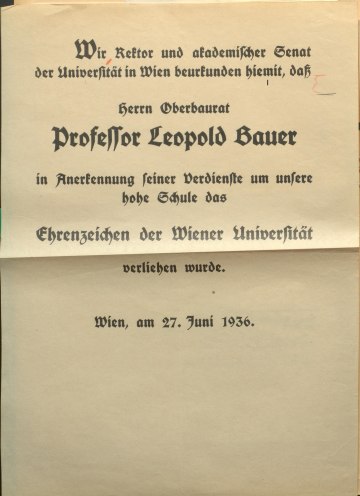 Wir Rektor und akademischer Senat
der Universität in Wien beurkunden hiemit, daß
Herrn Oberbaurat
Professor Leopold Bauer
in Anerkennung seiner Verdienste um unsere
hohe Schule das
Ehrenzeichen der Wiener Universität
verliehen wurde.
Wien, am 27. Juni 1936.